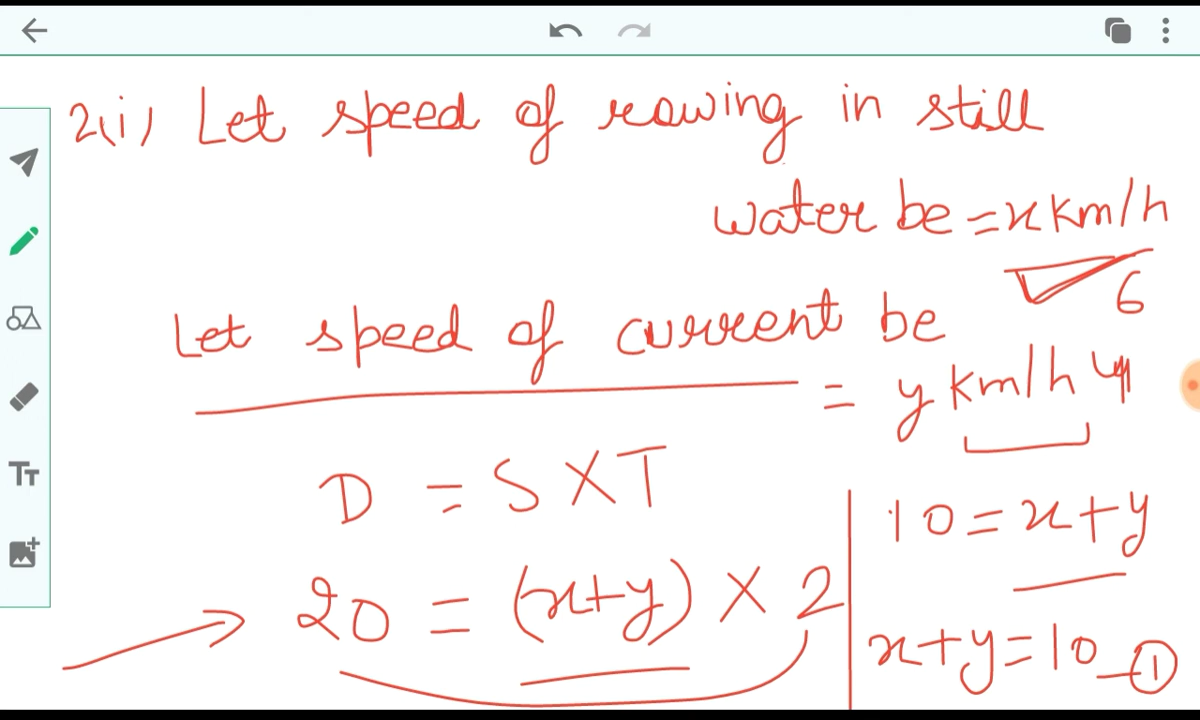 2(i) Let speed of rowing in still
water be = x km/h
6
Let speed of current be
= y km/h 4
D = S X T
20 = (x+y) X 2
10 = x+y
x+y=10 ①
TT